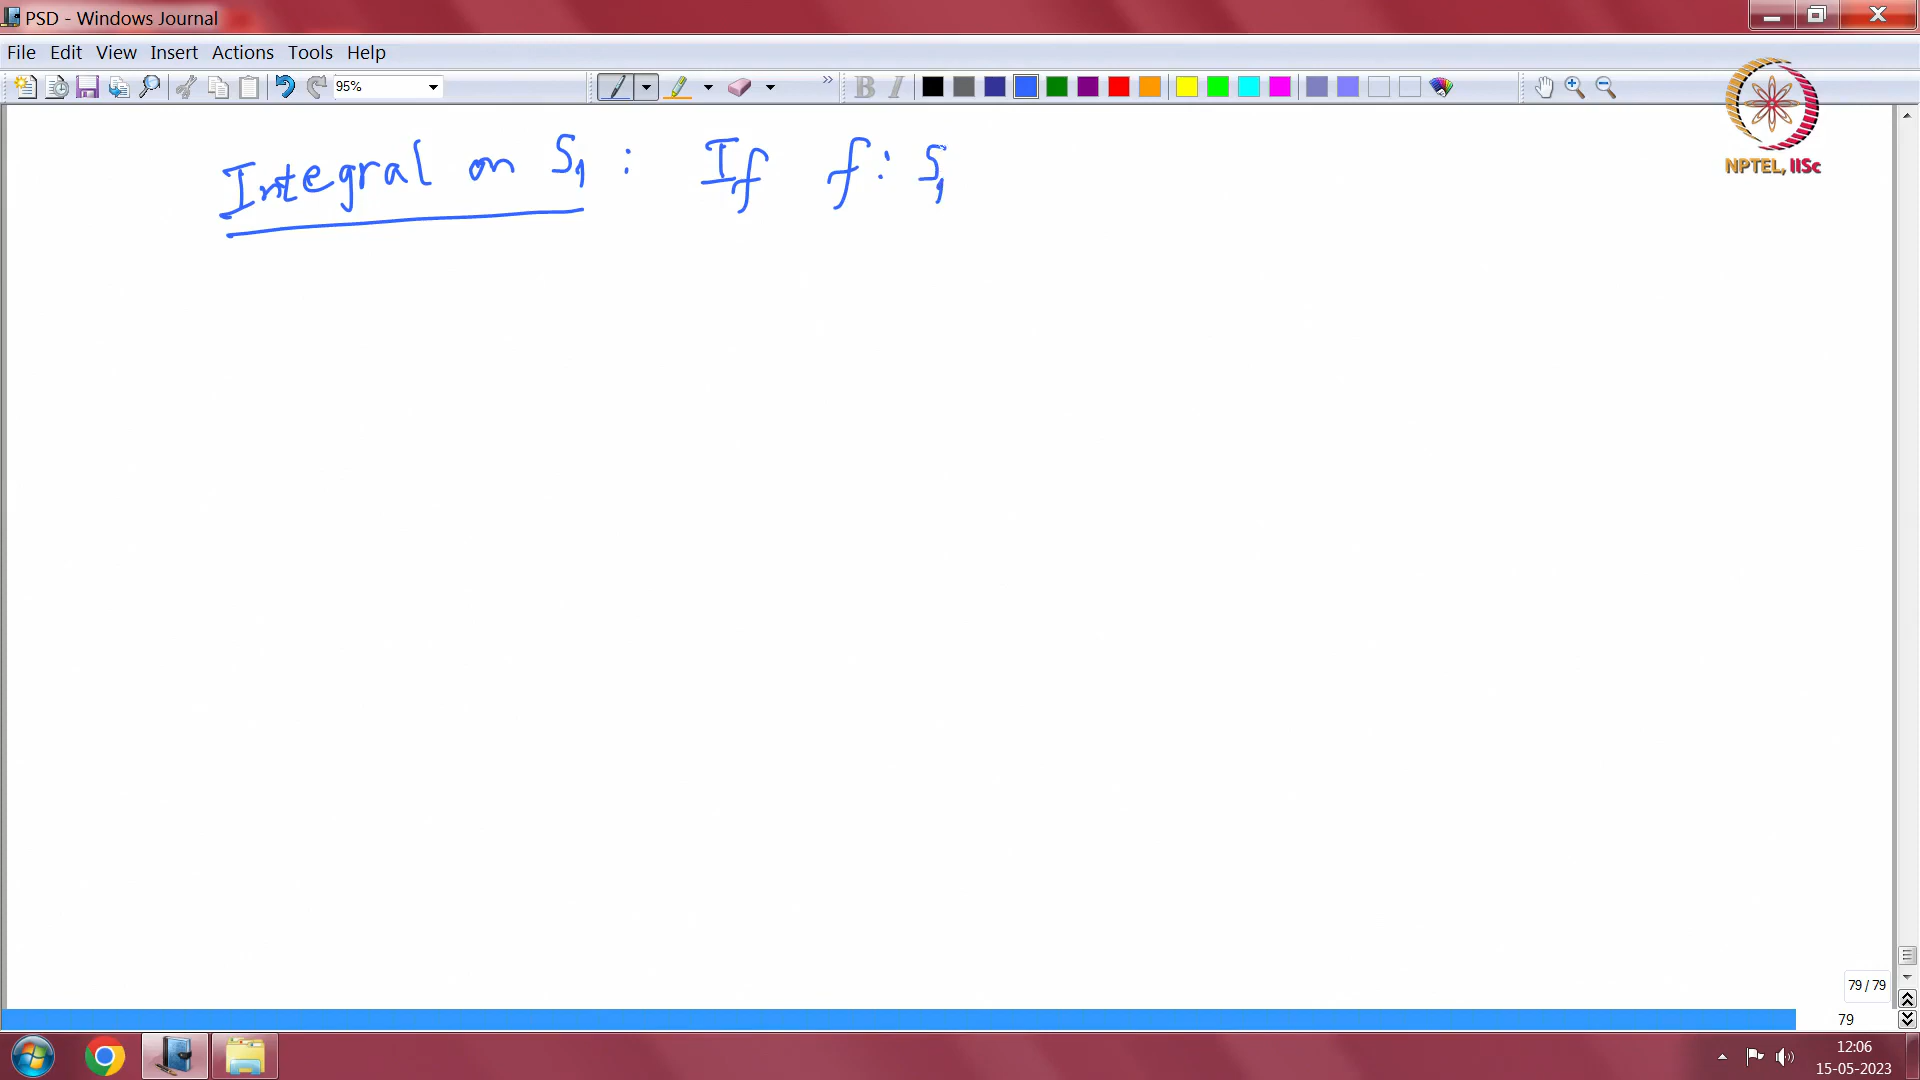 PSD - Windows Journal
File Edit View Insert Actions Tools Help
95%
B I
NPTEL, IISc
Integral on S₁ : If f : S₁
79 / 79
79
12:06
15-05-2023